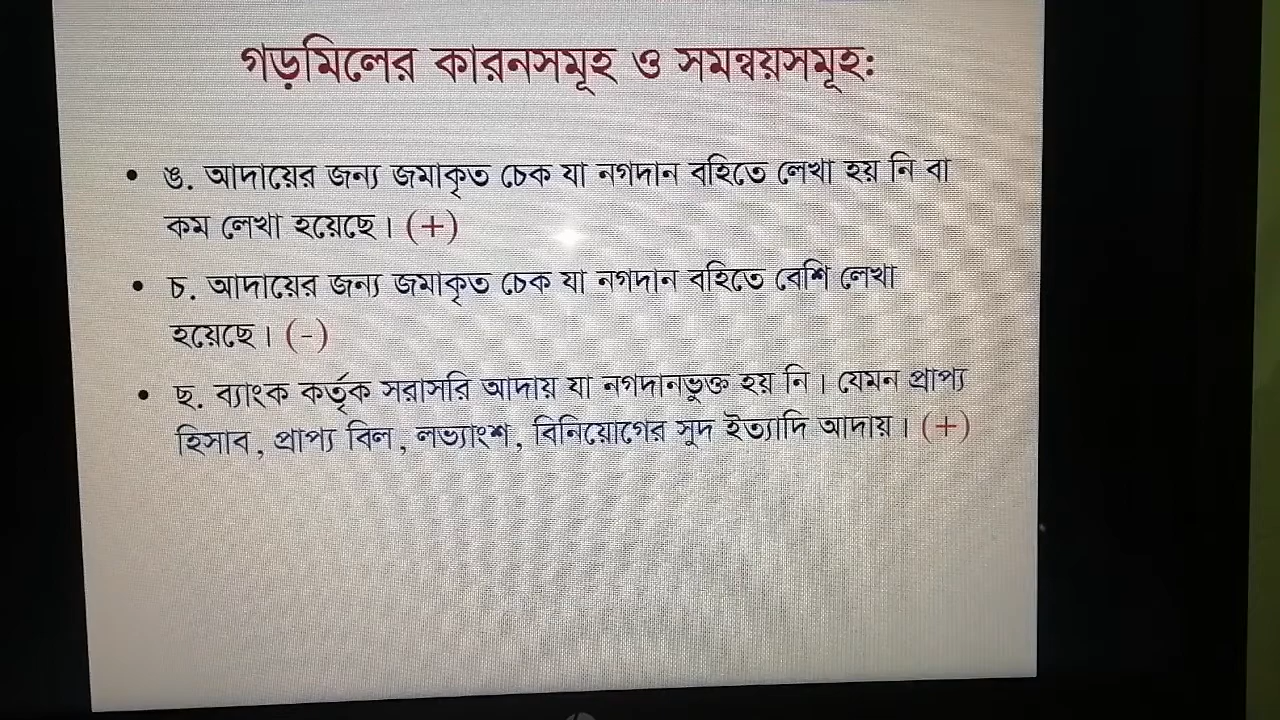 গড়মিলের কারনসমূহ ও সমন্বয়সমূহঃ
• ঙ. আদায়ের জন্য জমাকৃত চেক যা নগদান বহিতে লেখা হয় নি বা
কম লেখা হয়েছে। (+)
• চ. আদায়ের জন্য জমাকৃত চেক যা নগদান বহিতে বেশি লেখা
হয়েছে। (-)
• ছ. ব্যাংক কর্তৃক সরাসরি আদায় যা নগদানভুক্ত হয় নি। যেমন প্রাপ্য
হিসাব, প্রাপ্য বিল, লভ্যাংশ, বিনিয়োগের সুদ ইত্যাদি আদায়। (+)